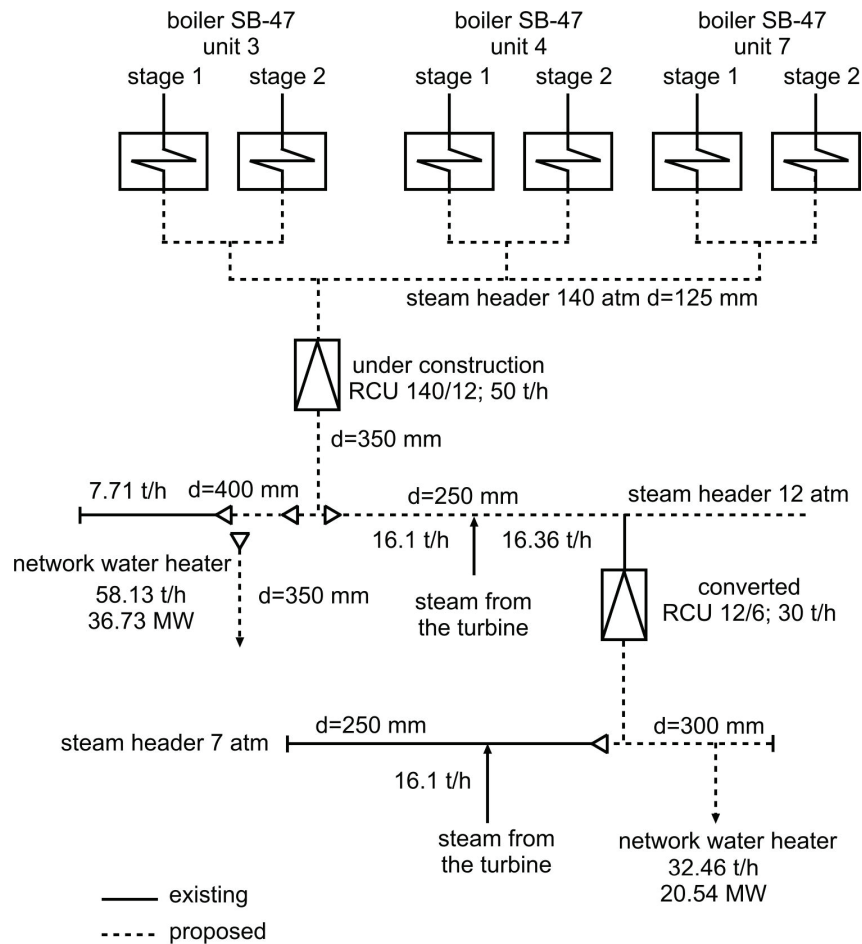 boiler SB-47
unit 3
stage 1
stage 2
boiler SB-47
unit 4
stage 1
stage 2
boiler SB-47
unit 7
stage 1
stage 2
steam header 140 atm d=125 mm
under construction
RCU 140/12; 50 t/h
d=350 mm
7.71 t/h
d=400 mm
d=250 mm
steam header 12 atm
16.1 t/h
16.36 t/h
steam from
the turbine
network water heater
58.13 t/h
36.73 MW
d=350 mm
converted
RCU 12/6; 30 t/h
steam header 7 atm
d=250 mm
d=300 mm
16.1 t/h
steam from
the turbine
network water heater
32.46 t/h
20.54 MW
existing
proposed